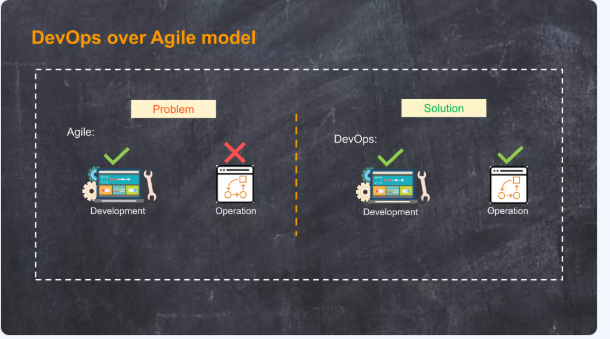 DevOps over Agile model
Problem
Agile:
Development
Operation
Solution
DevOps:
Development
Operation